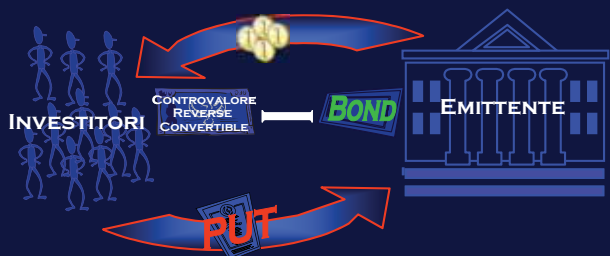 INVESTITORI
CONTROVALORE
REVERSE
CONVERTIBLE
BOND
EMITTENTE
PUT